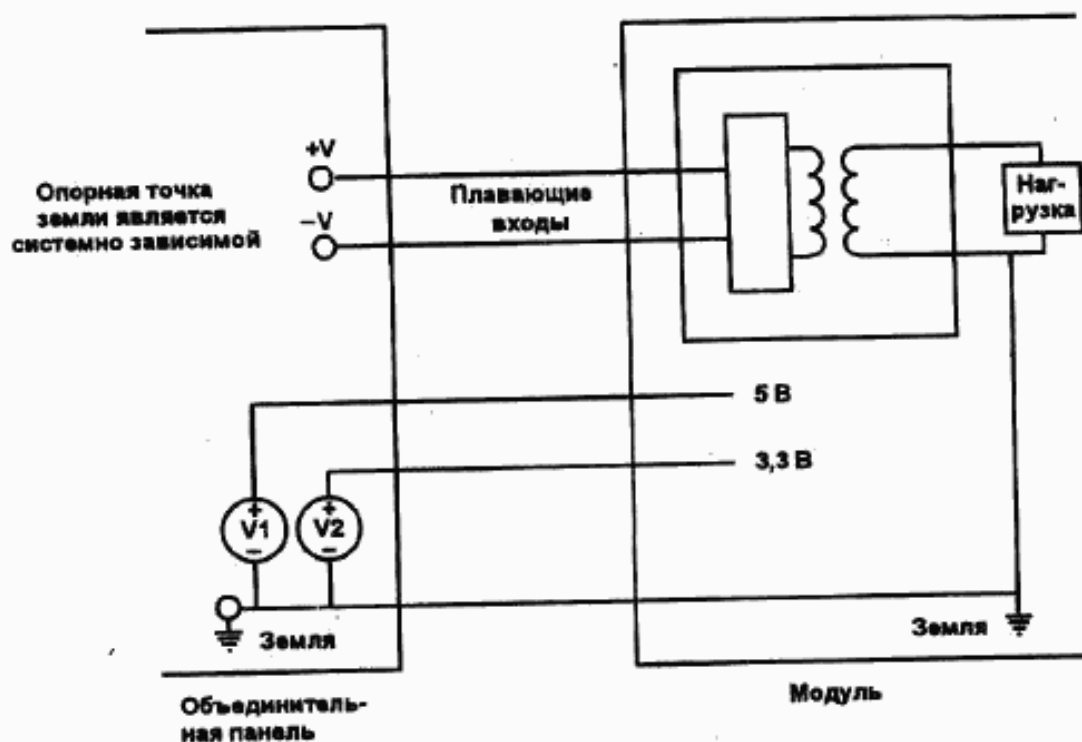 +V
Опорная точка
земли является
системно зависимой
–V
Плавающие
входы
Наг-
рузка
5 В
3,3 В
+
V1
–
+
V2
–
Земля
Земля
Объединитель-
ная панель
Модуль